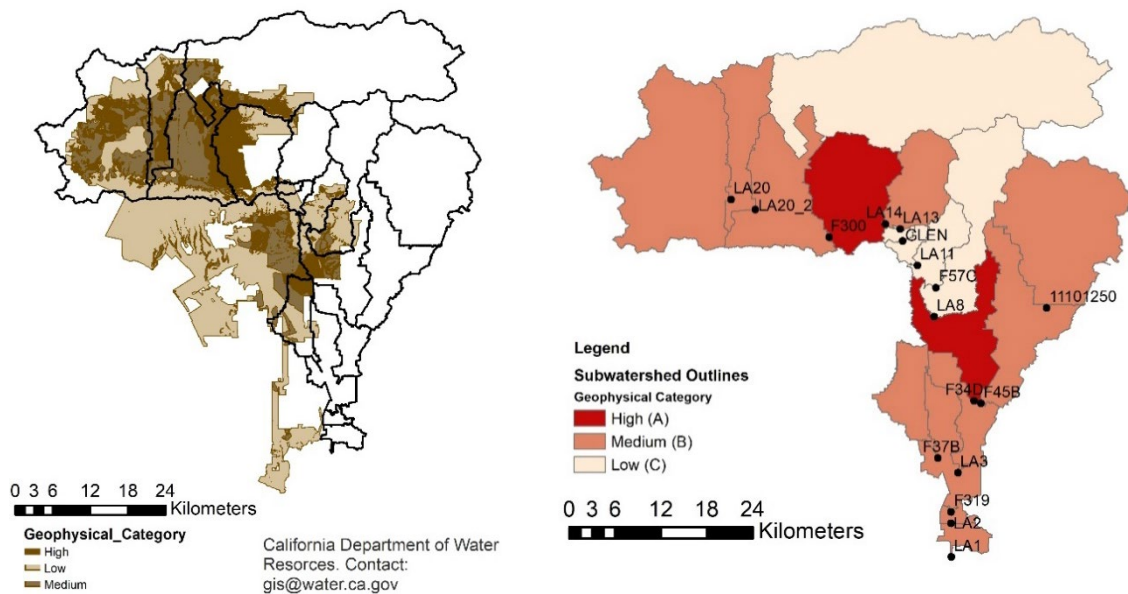 0 3 6 12 18 24
Kilometers
Geophysical_Category
High
Low
Medium
California Department of Water
Resorces. Contact:
gis@water.ca.gov
LA20
LA20_2
F300
LA14
LA13
GLEN
LA11
F57C
LA8
11101250
F34D
F45B
F37B
LA3
F319
LA2
LA1
Legend
Subwatershed Outlines
Geophysical Category
High (A)
Medium (B)
Low (C)
0 3 6 12 18 24
Kilometers